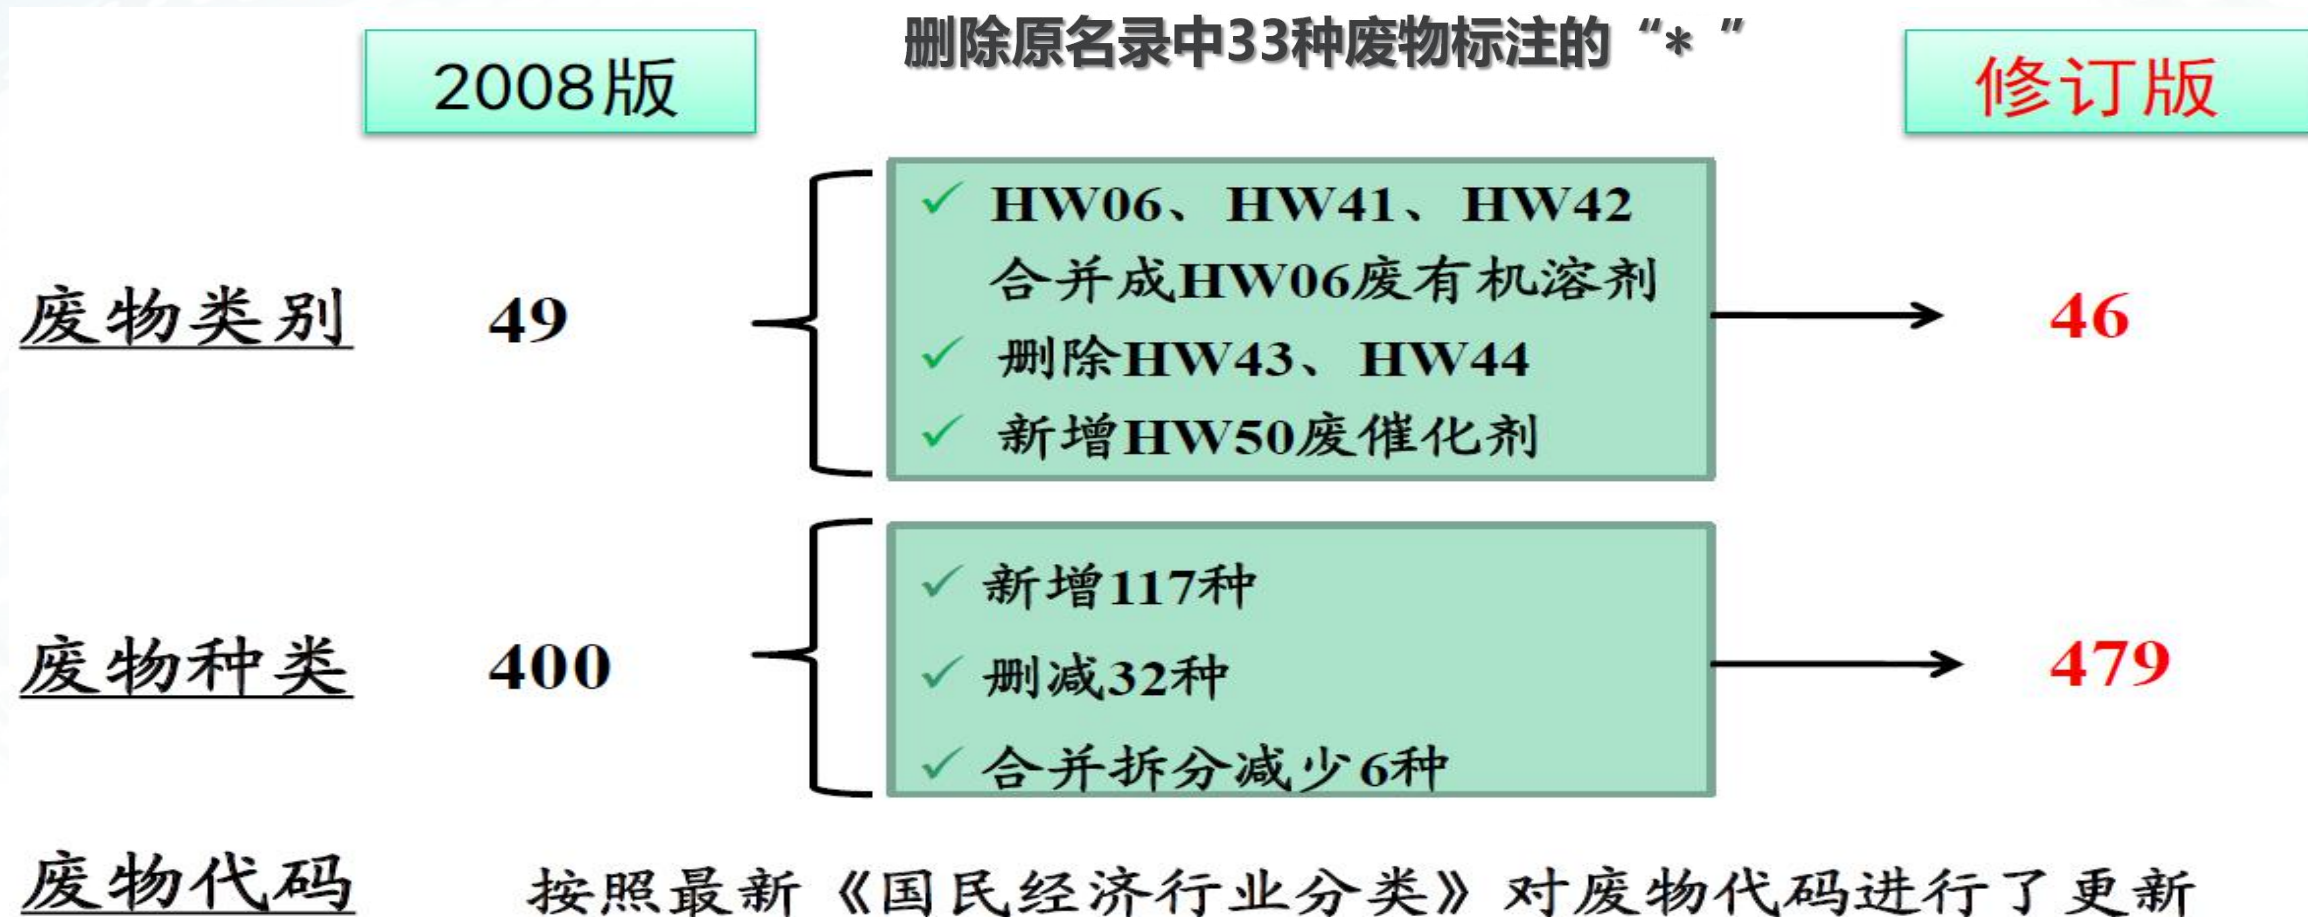 删除原名录中33种废物标注的“* ”
2008版
修订版
废物类别
49
✓ HW06、HW41、HW42
合并成HW06废有机溶剂
✓ 删除HW43、HW44
✓ 新增HW50废催化剂
46
废物种类
400
✓ 新增117种
✓ 删减32种
✓ 合并拆分减少6种
479
废物代码
按照最新《国民经济行业分类》对废物代码进行了更新